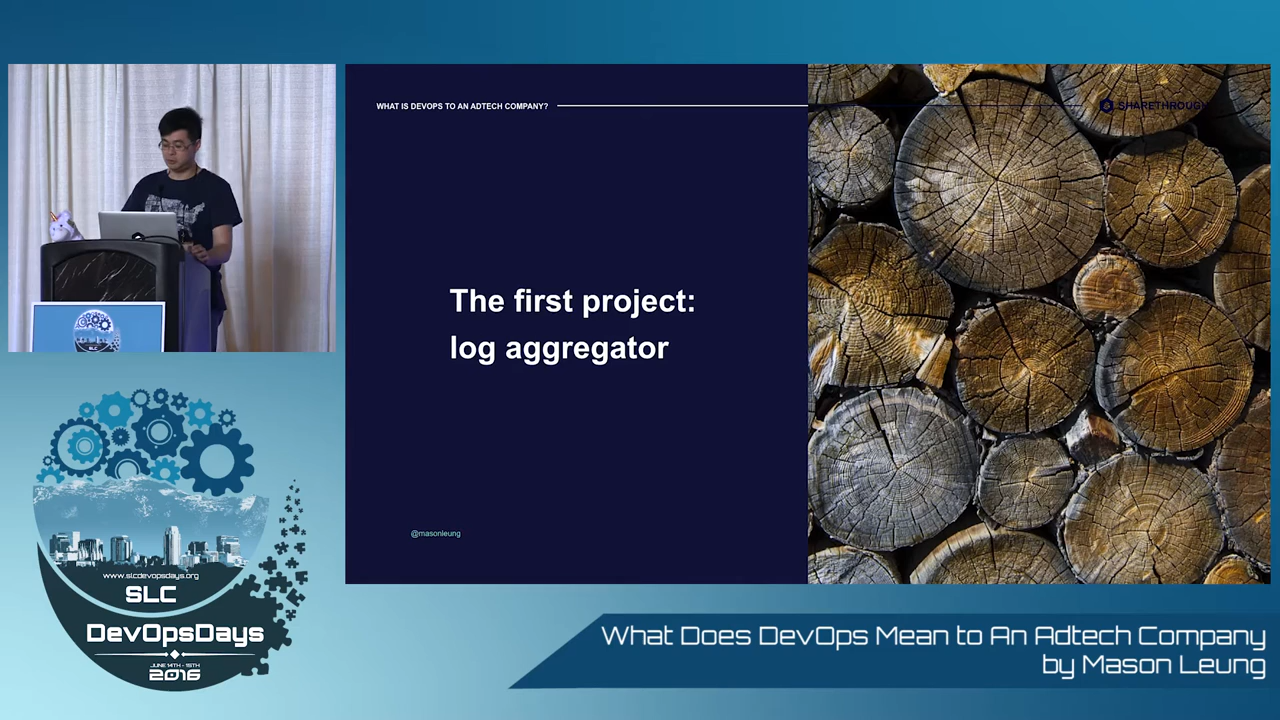 WHAT IS DEVOPS TO AN ADTECH COMPANY?
SHARETHROUGH
The first project:
log aggregator
@masonleung
SLC
www.slcdevopsdays.org
SLC
DevOpsDays
JUNE 14TH - 15TH
2016
What Does DevOps Mean to An Adtech Company
by Mason Leung